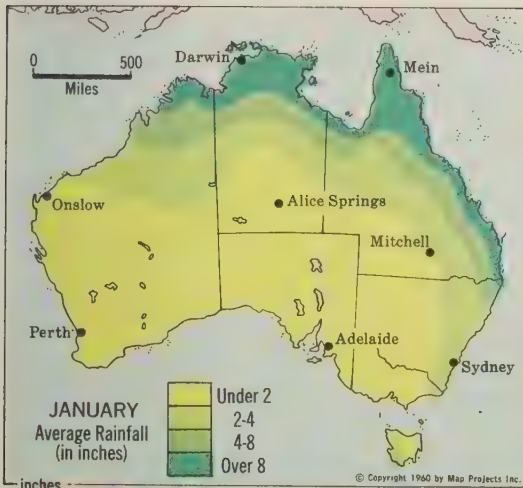 0 500
Miles
Darwin
Mein
Onslow
Alice Springs
Mitchell
Perth
Adelaide
Sydney
JANUARY
Average Rainfall
(in inches)
Under 2
2-4
4-8
Over 8
© Copyright 1960 by Map Projects Inc.
inches